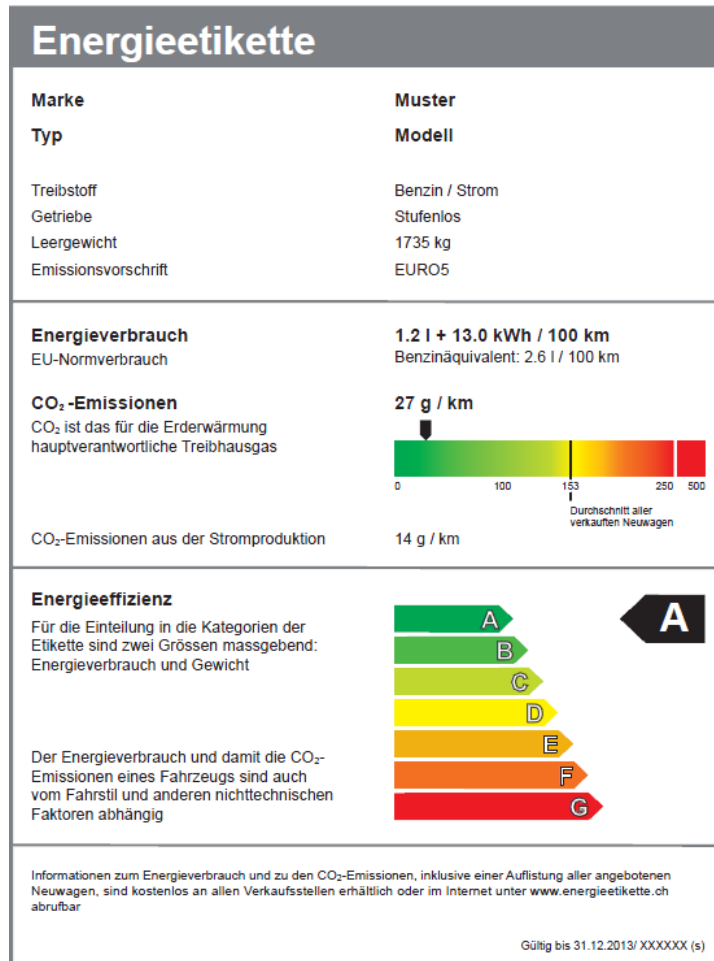 Energieetikette
Marke Muster
Typ Modell
Treibstoff Benzin / Strom
Getriebe Stufenlos
Leergewicht 1735 kg
Emissionsvorschrift EURO5
Energieverbrauch 1.2 l + 13.0 kWh / 100 km
EU-Normverbrauch Benzinäquivalent: 2.6 l / 100 km
CO₂-Emissionen 27 g / km
CO₂ ist das für die Erderwärmung
hauptverantwortliche Treibhausgas
0 100 153 250 500
Durchschnitt aller
verkauften Neuwagen
CO₂-Emissionen aus der Stromproduktion 14 g / km
Energieeffizienz
Für die Einteilung in die Kategorien der
Etikette sind zwei Grössen massgebend:
Energieverbrauch und Gewicht
A A
B
C
D
E
F
G
Der Energieverbrauch und damit die CO₂-
Emissionen eines Fahrzeugs sind auch
vom Fahrstil und anderen nichttechnischen
Faktoren abhängig
Informationen zum Energieverbrauch und zu den CO₂-Emissionen, inklusive einer Auflistung aller angebotenen
Neuwagen, sind kostenlos an allen Verkaufsstellen erhältlich oder im Internet unter www.energieetikette.ch
abrufbar
Gültig bis 31.12.2013/ XXXXXX (s)